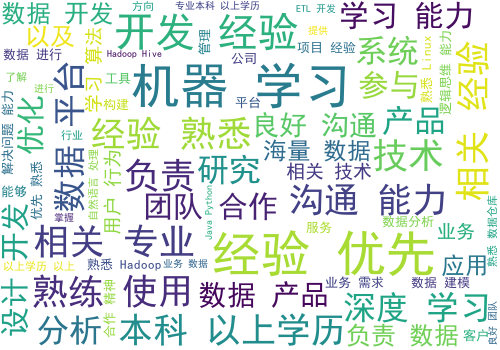 方向
专业本科 以上学历
ETL 开发
数据 开发
开发 经验
学习 能力
提供
以及
算法
Hadoop Hive
管理
项目 经验
系统
Linux
熟悉
逻辑思维 能力
数据 进行
公司
了解
进行
工具
机器 学习
参与
平台
学习
构建
平台
相关 经验
解决问题 能力
优化
经验 熟悉
良好 沟通
产品
行业
数据
行为
用户
自然语言 处理
负责
研究
海量 数据
技术
相关 技术
能够
优先 熟悉
掌握
Java Python
团队 合作
沟通 能力
数据分析
数据仓库
熟悉
开发
相关 专业
经验 优先
服务
业务
应用
以上学历 以上
熟悉 Hadoop
业务 数据
设计
熟练 使用
合作 精神
数据 产品
业务 需求
数据 建模
深度 学习
分析
本科 以上学历
负责 数据
客户
良好 团队